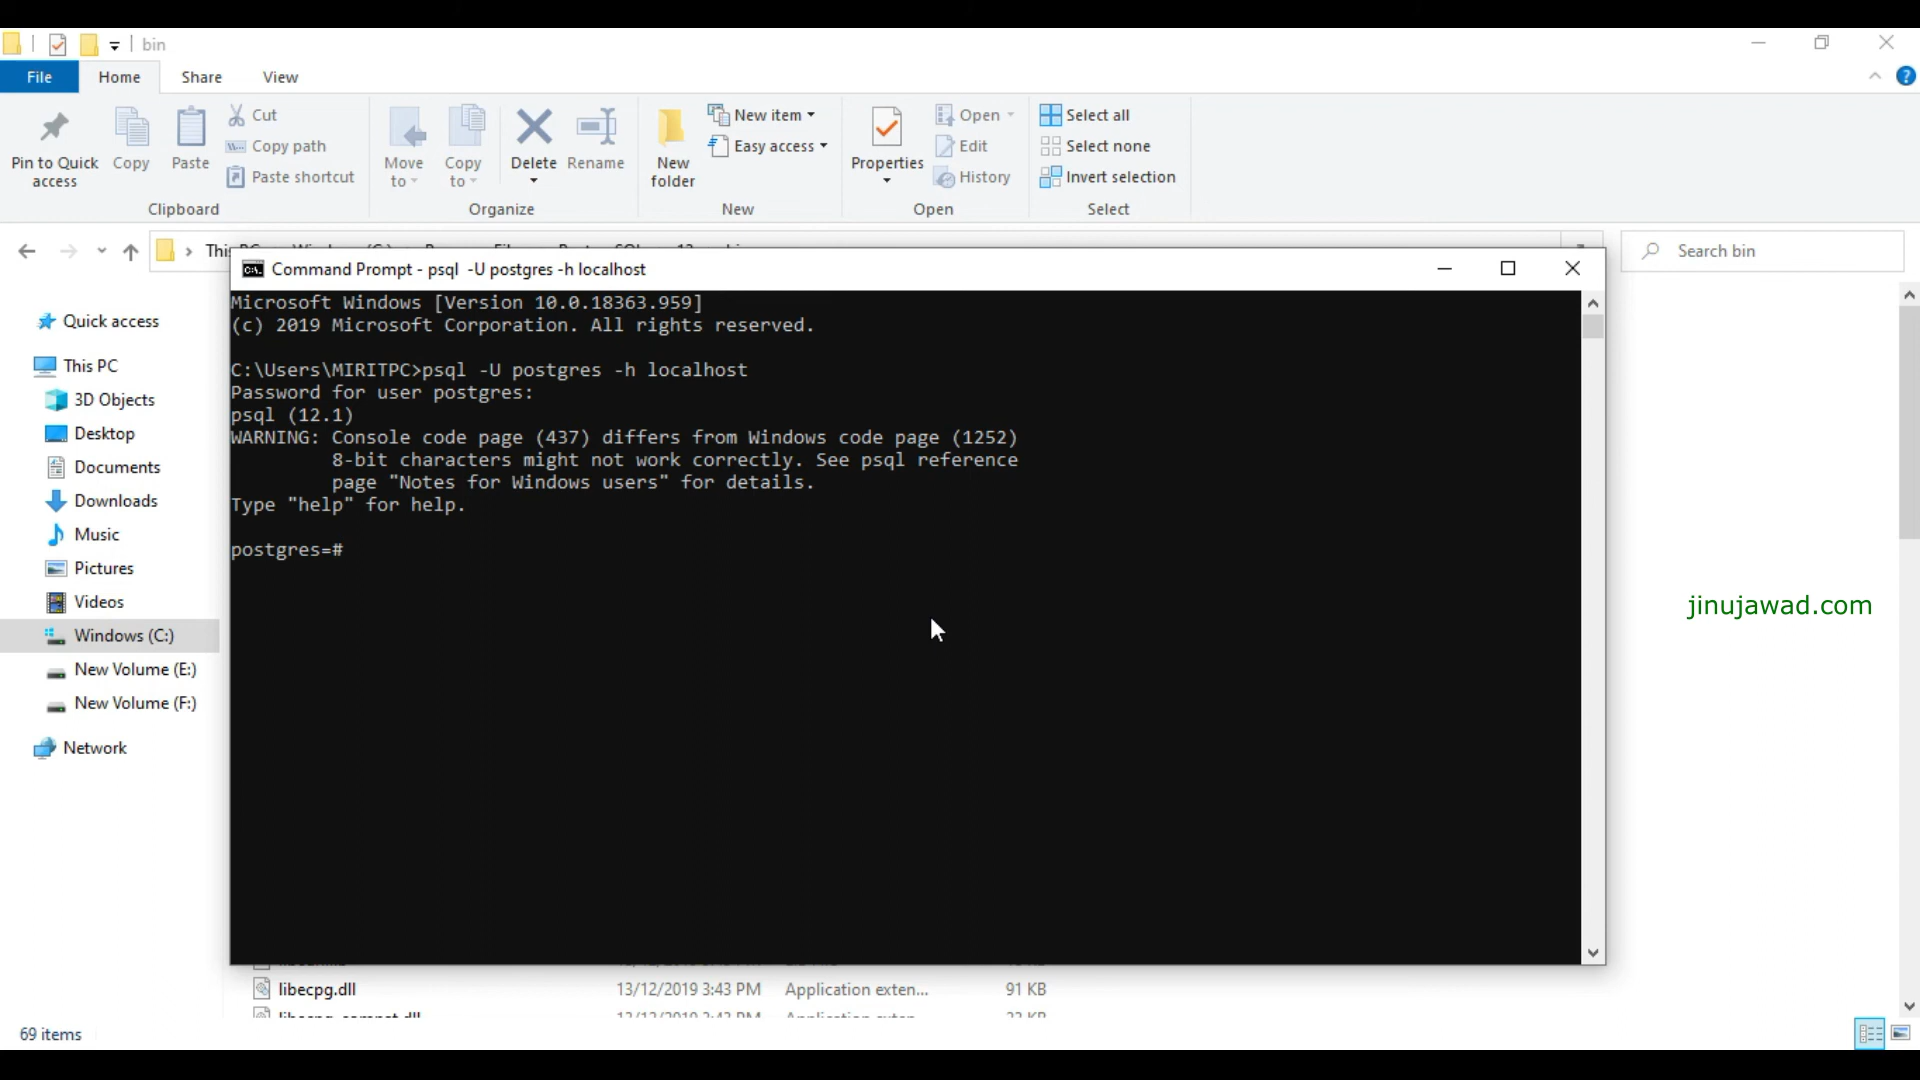 bin
File Home Share View
Pin to Quick access
Copy
Paste
Cut
Copy path
Paste shortcut
Clipboard
Move to
Copy to
Delete
Rename
Organize
New folder
New item
Easy access
New
Properties
Open
Edit
History
Open
Select all
Select none
Invert selection
Select
Search bin
Command Prompt - psql  -U postgres -h localhost
Microsoft Windows [Version 10.0.18363.959]
(c) 2019 Microsoft Corporation. All rights reserved.
C:\Users\MIRITPC>psql -U postgres -h localhost
Password for user postgres:
psql (12.1)
WARNING: Console code page (437) differs from Windows code page (1252)
8-bit characters might not work correctly. See psql reference
page "Notes for Windows users" for details.
Type "help" for help.
postgres=#
Quick access
This PC
3D Objects
Desktop
Documents
Downloads
Music
Pictures
Videos
Windows (C:)
New Volume (E:)
New Volume (F:)
Network
jinujawad.com
libecpg.dll 13/12/2019 3:43 PM Application exten... 91 KB
69 items